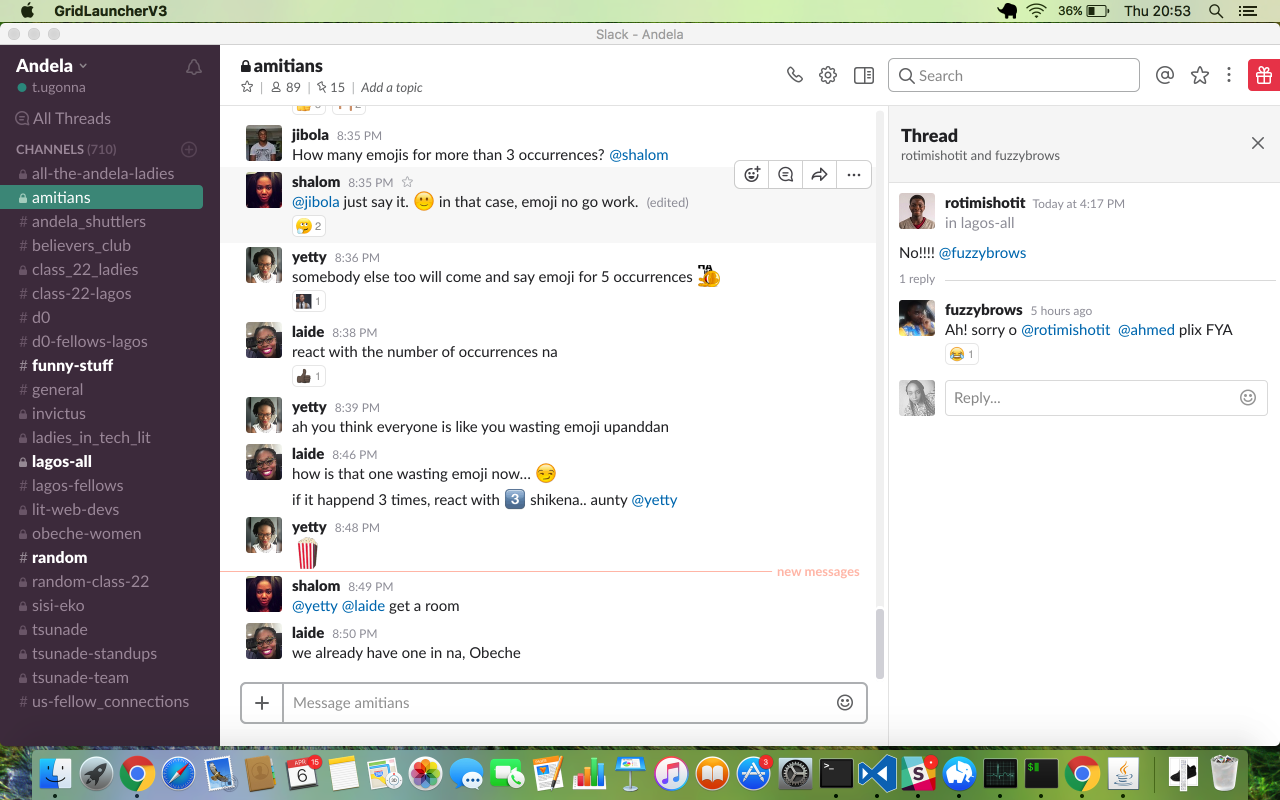 GridLauncherV3
36%
Thu 20:53
Slack - Andela
Andela
t.ugonna
All Threads
CHANNELS (710)
all-the-andela-ladies
amitians
# andela_shuttlers
# believers_club
class_22_ladies
# class-22-lagos
# d0
# d0-fellows-lagos
# funny-stuff
# general
invictus
ladies_in_tech_lit
lagos-all
# lagos-fellows
# lit-web-devs
obeche-women
# random
random-class-22
sisi-eko
tsunade
tsunade-standups
tsunade-team
# us-fellow_connections
amitians
89 | 15 | Add a topic
Search
jibola 8:35 PM
How many emojis for more than 3 occurrences? @shalom
shalom 8:35 PM
@jibola just say it. in that case, emoji no go work. (edited)
2
yetty 8:36 PM
somebody else too will come and say emoji for 5 occurrences
1
laide 8:38 PM
react with the number of occurrences na
1
yetty 8:39 PM
ah you think everyone is like you wasting emoji upanddan
laide 8:46 PM
how is that one wasting emoji now...
if it happend 3 times, react with 3 shikena.. aunty @yetty
yetty 8:48 PM
new messages
shalom 8:49 PM
@yetty @laide get a room
laide 8:50 PM
we already have one in na, Obeche
Message amitians
Thread
rotimishotit and fuzzybrows
rotimishotit Today at 4:17 PM
in lagos-all
No!!!! @fuzzybrows
1 reply
fuzzybrows 5 hours ago
Ah! sorry o @rotimishotit @ahmed plix FYA
1
Reply...
APR 15
6
3